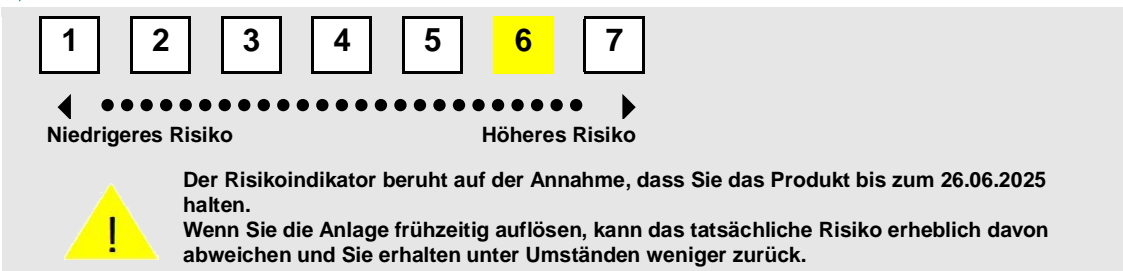 1 2 3 4 5 6 7
Niedrigeres Risiko Höheres Risiko
Der Risikoindikator beruht auf der Annahme, dass Sie das Produkt bis zum 26.06.2025
halten.
Wenn Sie die Anlage frühzeitig auflösen, kann das tatsächliche Risiko erheblich davon
abweichen und Sie erhalten unter Umständen weniger zurück.
!